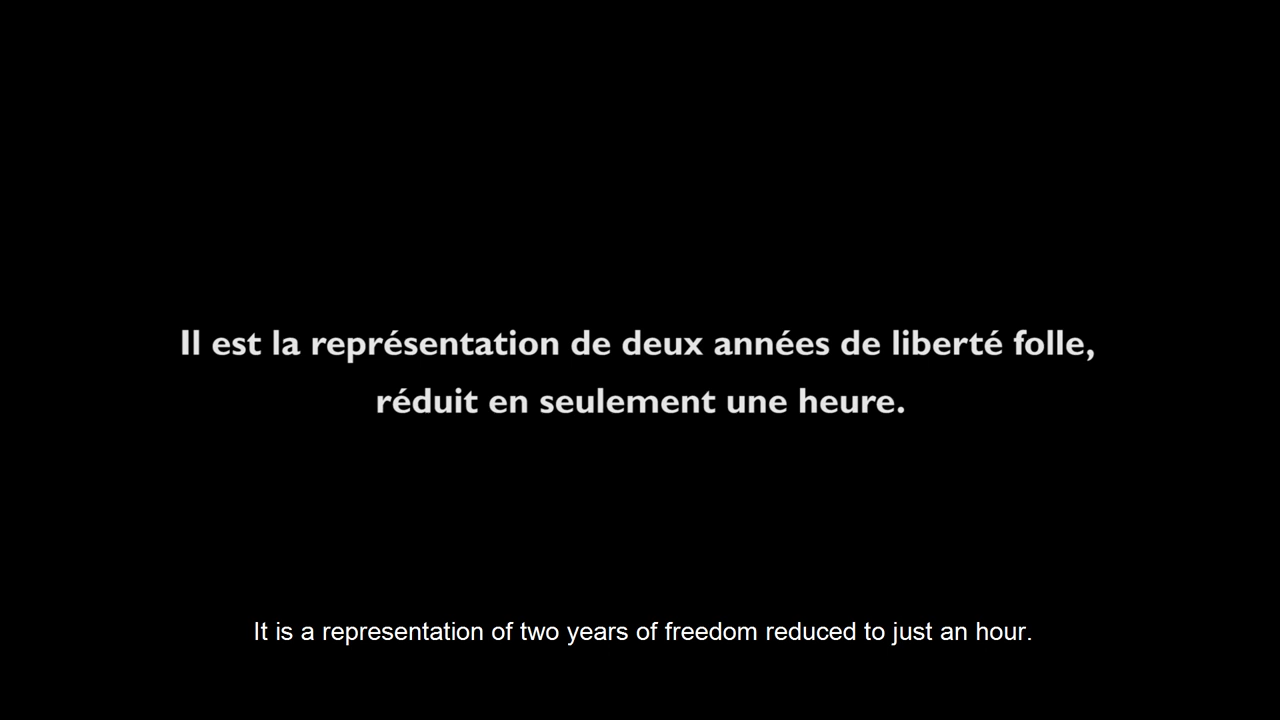 Il est la représentation de deux années de liberté folle,
réduit en seulement une heure.
It is a representation of two years of freedom reduced to just an hour.